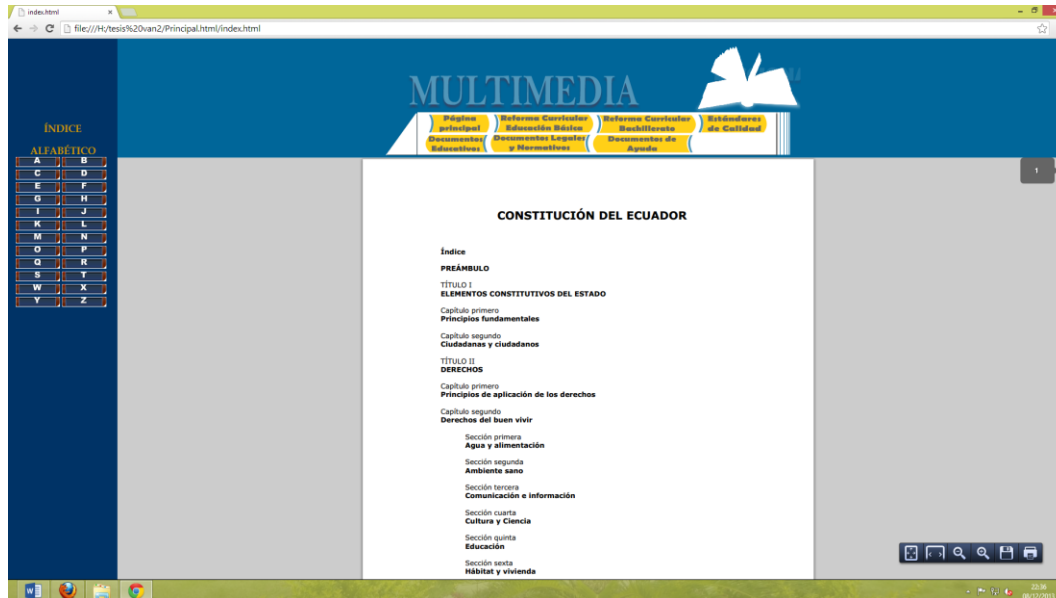 index.html
file:///H:/tesis%20van2/Principal.html/index.html
MULTIMEDIA
Página principal
Reforma Curricular Educación Básica
Reforma Curricular Bachillerato
Estándares de Calidad
Documentos Educativos
Documentos Legales y Normativos
Documentos de Ayuda
ÍNDICE
ALFABÉTICO
A B
C D
E F
G H
I J
K L
M N
O P
Q R
S T
W X
Y Z
1
CONSTITUCIÓN DEL ECUADOR
Índice
PREÁMBULO
TÍTULO I
ELEMENTOS CONSTITUTIVOS DEL ESTADO
Capítulo primero
Principios fundamentales
Capítulo segundo
Ciudadanas y ciudadanos
TÍTULO II
DERECHOS
Capítulo primero
Principios de aplicación de los derechos
Capítulo segundo
Derechos del buen vivir
Sección primera
Agua y alimentación
Sección segunda
Ambiente sano
Sección tercera
Comunicación e información
Sección cuarta
Cultura y Ciencia
Sección quinta
Educación
Sección sexta
Hábitat y vivienda
22:36
08/12/2013